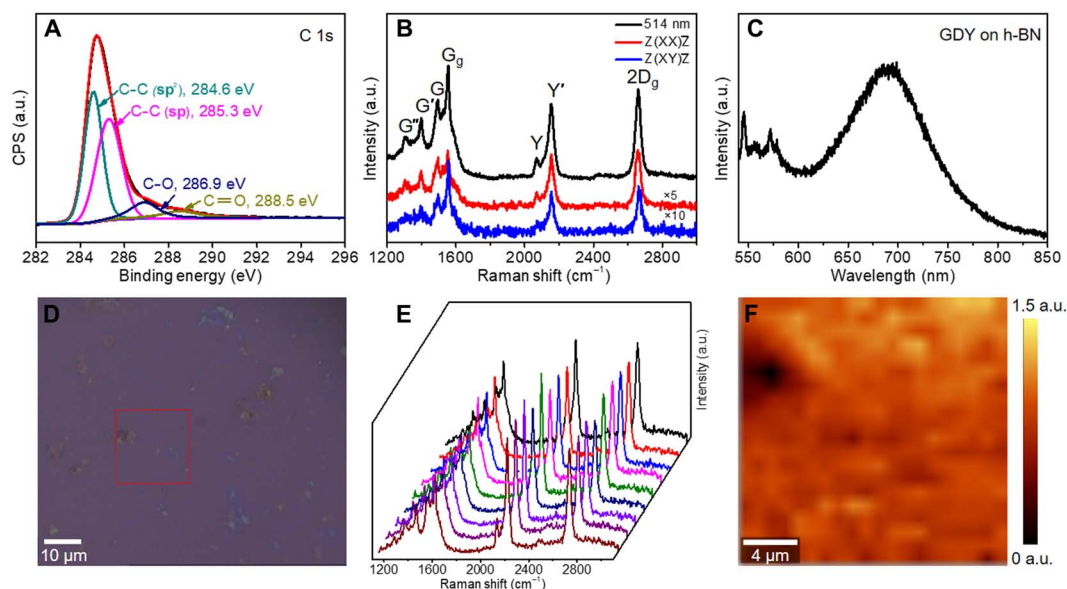 A
C 1s
C–C (sp²), 284.6 eV
C–C (sp), 285.3 eV
C–O, 286.9 eV
C=O, 288.5 eV
CPS (a.u.)
282 284 286 288 290 292 294 296
Binding energy (eV)
B
514 nm
Z(XX)Z
Z(XY)Z
G″ G′ G Gg
Y Y′
2Dg
×5
×10
Intensity (a.u.)
1200 1600 2000 2400 2800
Raman shift (cm⁻¹)
C
GDY on h-BN
Intensity (a.u.)
550 600 650 700 750 800 850
Wavelength (nm)
D
10 µm
E
Intensity (a.u.)
1200 1600 2000 2400 2800
Raman shift (cm⁻¹)
F
1.5 a.u.
0 a.u.
4 µm